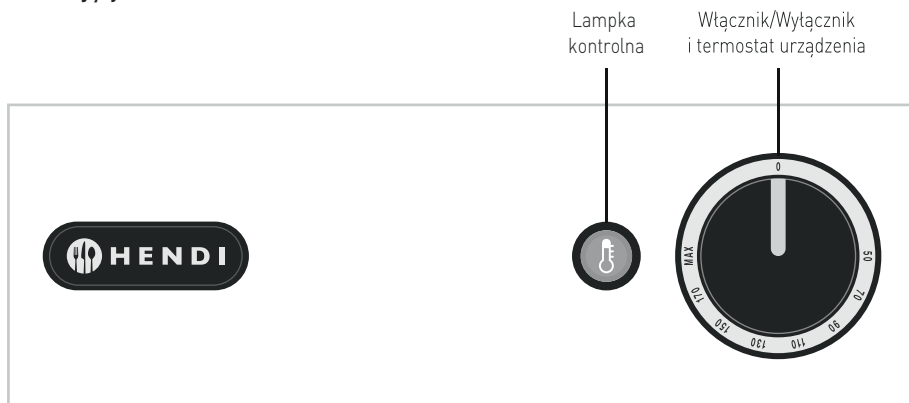 Lampka
kontrolna
Włącznik/Wyłącznik
i termostat urządzenia
HENDI
0
50
70
90
110
130
150
170
MAX